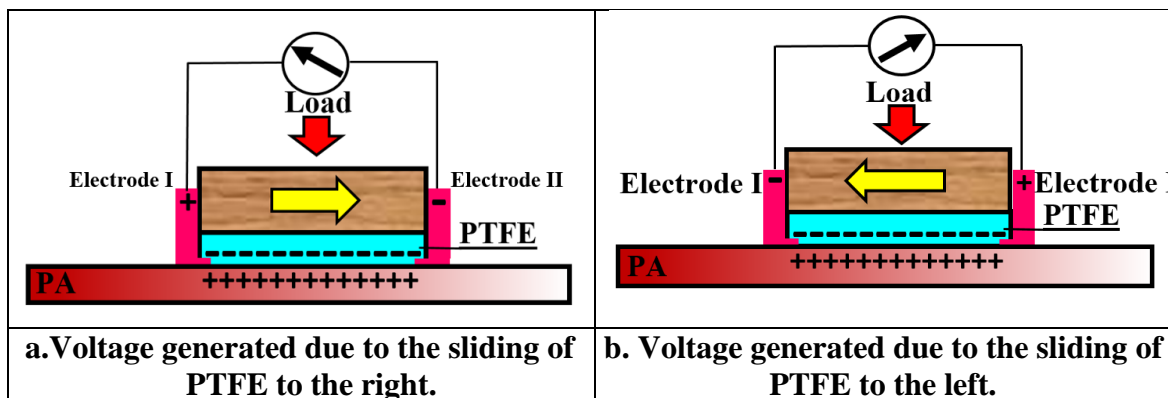 Load
Electrode I
Electrode II
+
-
PTFE
PA
+++++++++++++
a.Voltage generated due to the sliding of
PTFE to the right.
Load
Electrode I
Electrode I
-
+
PTFE
PA
+++++++++++++
b. Voltage generated due to the sliding of
PTFE to the left.